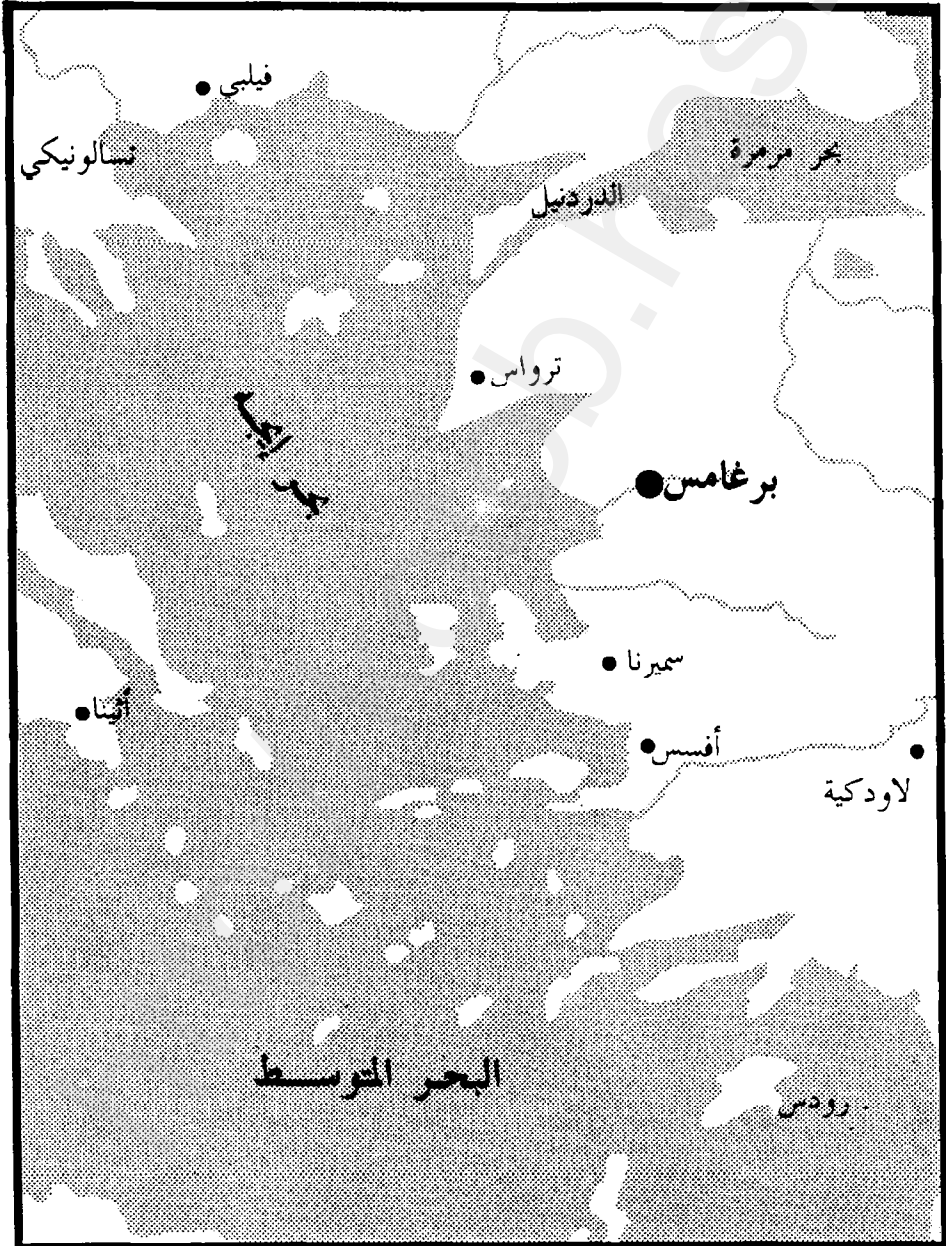 فيلبي
تسالونيكي
بحر مرمرة
الدردنيل
ترواس
بحر إيجه
برغامس
سميرنا
أثينا
أفسس
لاودكية
البحر المتوسط
رودس